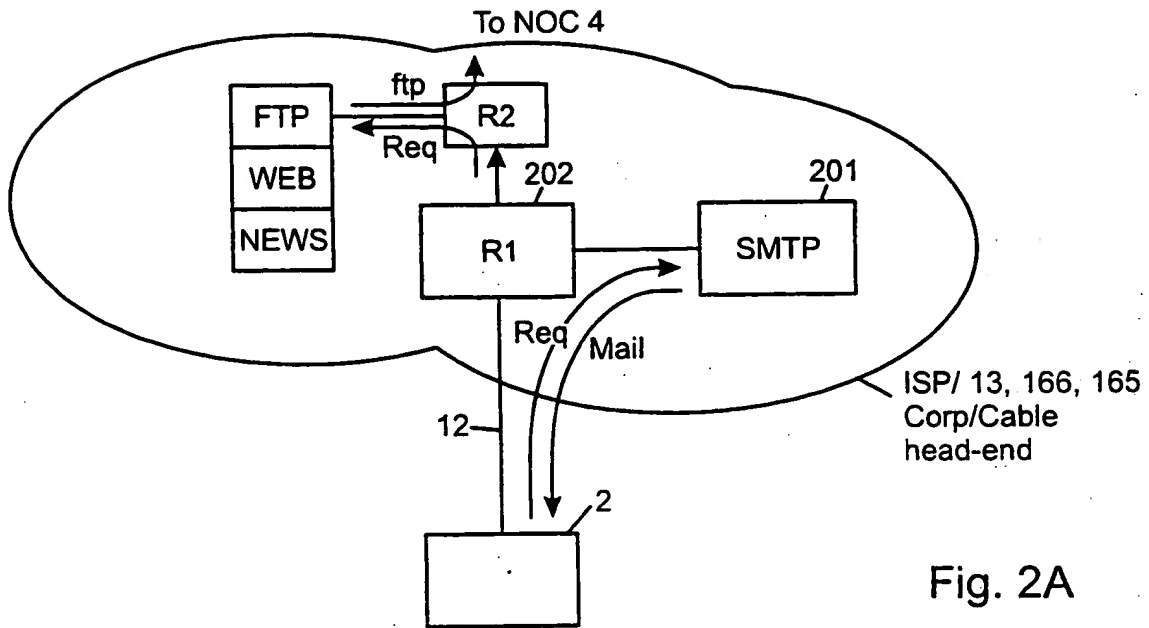 To NOC 4
ftp
FTP
R2
Req
WEB
202
201
NEWS
R1
SMTP
Req
Mail
ISP/ 13, 166, 165
Corp/Cable
head-end
12
2
Fig. 2A